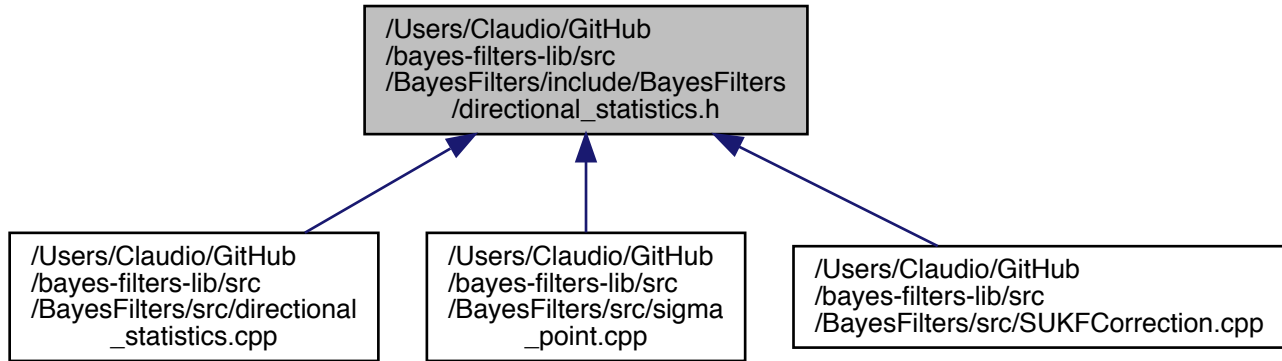 /Users/Claudio/GitHub
/bayes-filters-lib/src
/BayesFilters/include/BayesFilters
/directional_statistics.h
/Users/Claudio/GitHub
/bayes-filters-lib/src
/BayesFilters/src/directional
_statistics.cpp
/Users/Claudio/GitHub
/bayes-filters-lib/src
/BayesFilters/src/sigma
_point.cpp
/Users/Claudio/GitHub
/bayes-filters-lib/src
/BayesFilters/src/SUKFCorrection.cpp